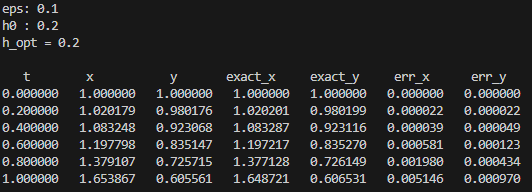 eps: 0.1
h0 : 0.2
h_opt = 0.2
t x y exact_x exact_y err_x err_y
0.000000 1.000000 1.000000 1.000000 1.000000 0.000000 0.000000
0.200000 1.020179 0.980176 1.020201 0.980199 0.000022 0.000022
0.400000 1.083248 0.923068 1.083287 0.923116 0.000039 0.000049
0.600000 1.197798 0.835147 1.197217 0.835270 0.000581 0.000123
0.800000 1.379107 0.725715 1.377128 0.726149 0.001980 0.000434
1.000000 1.653867 0.605561 1.648721 0.606531 0.005146 0.000970